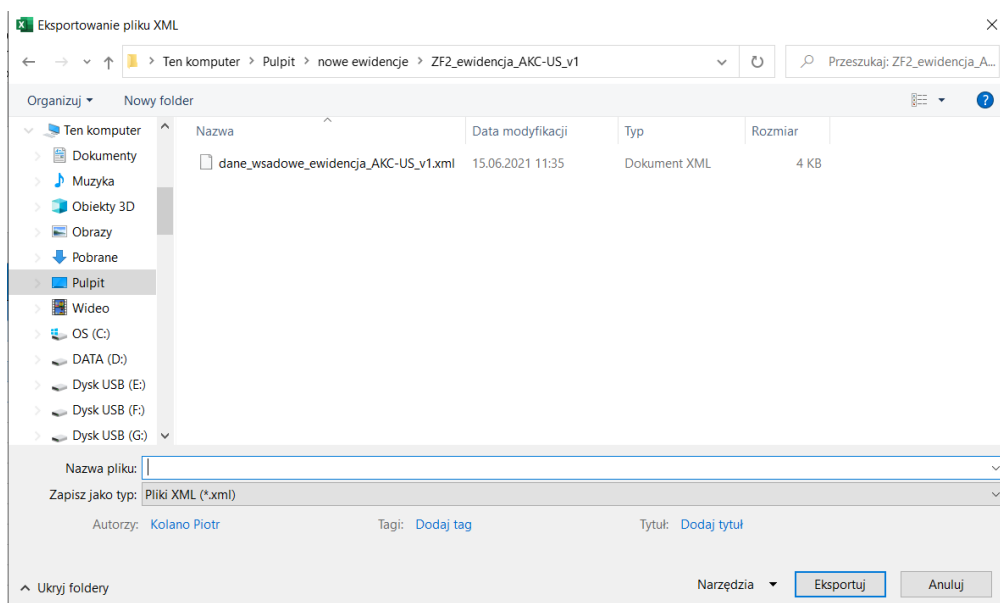 Eksportowanie pliku XML
Ten komputer > Pulpit > nowe ewidencje > ZF2_ewidencja_AKC-US_v1
Przeszukaj: ZF2_ewidencja_A...
Organizuj Nowy folder
Nazwa Data modyfikacji Typ Rozmiar
dane_wsadowe_ewidencja_AKC-US_v1.xml 15.06.2021 11:35 Dokument XML 4 KB
Ten komputer
Dokumenty
Muzyka
Obiekty 3D
Obrazy
Pobrane
Pulpit
Wideo
OS (C:)
DATA (D:)
Dysk USB (E:)
Dysk USB (F:)
Dysk USB (G:)
Nazwa pliku:
Zapisz jako typ: Pliki XML (*.xml)
Autorzy: Kolano Piotr Tagi: Dodaj tag Tytuł: Dodaj tytuł
Ukryj foldery Narzędzia Eksportuj Anuluj